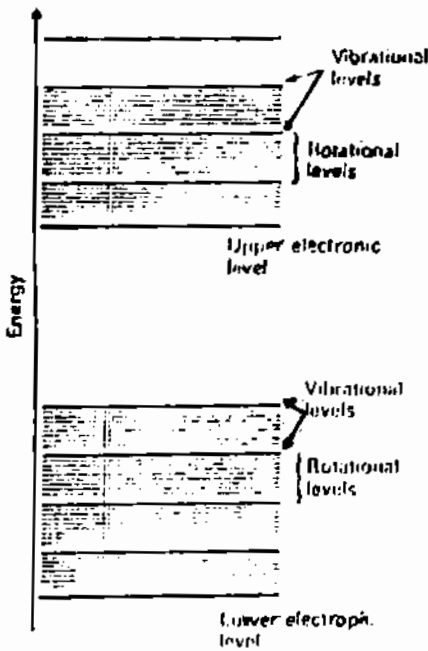 Vibrational
levels
Rotational
levels
Upper electronic
level
Energy
Vibrational
levels
Rotational
levels
Lower electronic
level